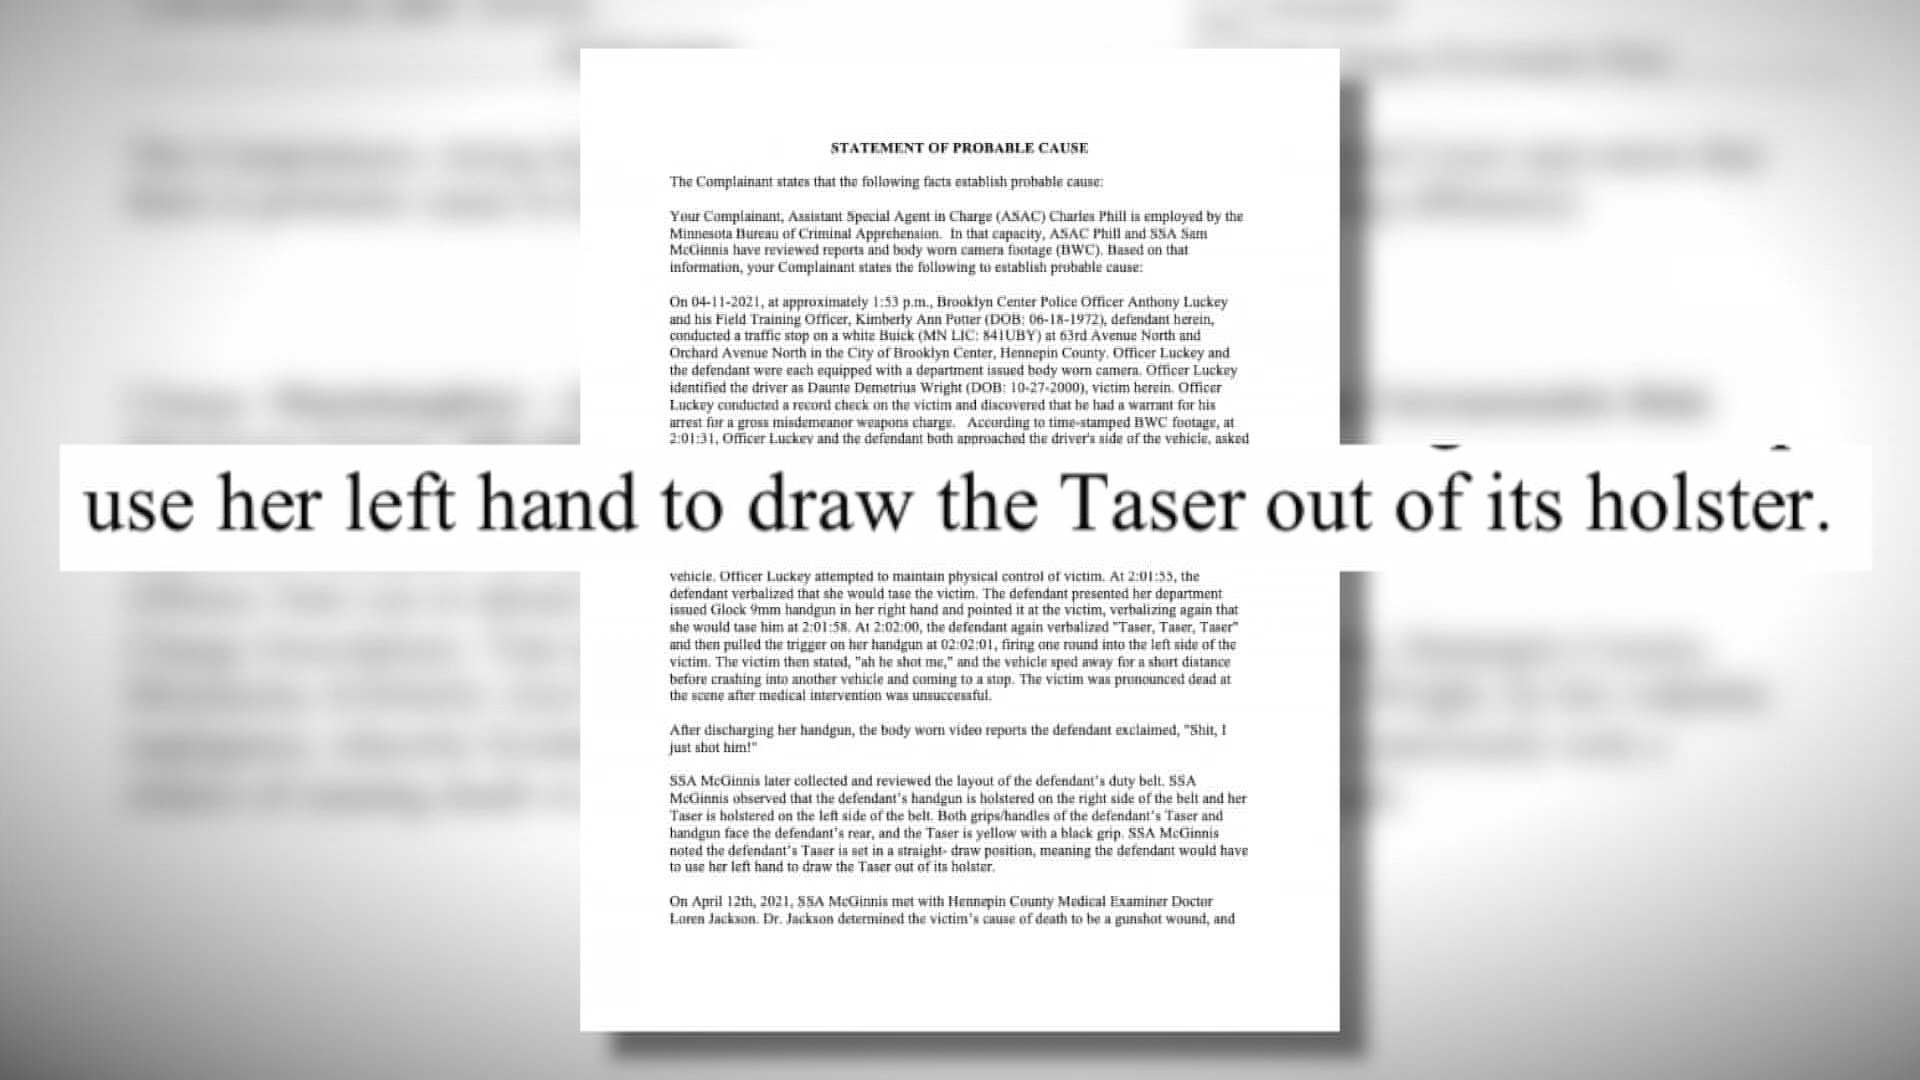 STATEMENT OF PROBABLE CAUSE
The Complainant states that the following facts establish probable cause:
Your Complainant, Assistant Special Agent in Charge (ASAC) Charles Phill is employed by the
Minnesota Bureau of Criminal Apprehension. In that capacity, ASAC Phill and SSA Sam
McGinnis have reviewed reports and body worn camera footage (BWC). Based on that
information, your Complainant states the following to establish probable cause:
On 04-11-2021, at approximately 1:53 p.m., Brooklyn Center Police Officer Anthony Luckey
and his Field Training Officer, Kimberly Ann Potter (DOB: 06-18-1972), defendant herein,
conducted a traffic stop on a white Buick (MN LIC: 841UBY) at 63rd Avenue North and
Orchard Avenue North in the City of Brooklyn Center, Hennepin County. Officer Luckey and
the defendant were each equipped with a department issued body worn camera. Officer Luckey
identified the driver as Daunte Demetrius Wright (DOB: 10-27-2000), victim herein. Officer
Luckey conducted a record check on the victim and discovered that he had a warrant for his
arrest for a gross misdemeanor weapons charge. According to time-stamped BWC footage, at
2:01:31, Officer Luckey and the defendant both approached the driver's side of the vehicle, asked
use her left hand to draw the Taser out of its holster.
vehicle. Officer Luckey attempted to maintain physical control of victim. At 2:01:55, the
defendant verbalized that she would tase the victim. The defendant presented her department
issued Glock 9mm handgun in her right hand and pointed it at the victim, verbalizing again that
she would tase him at 2:01:58. At 2:02:00, the defendant again verbalized "Taser, Taser, Taser"
and then pulled the trigger on her handgun at 02:02:01, firing one round into the left side of the
victim. The victim then stated, "ah he shot me," and the vehicle sped away for a short distance
before crashing into another vehicle and coming to a stop. The victim was pronounced dead at
the scene after medical intervention was unsuccessful.
After discharging her handgun, the body worn video reports the defendant exclaimed, "Shit, I
just shot him!"
SSA McGinnis later collected and reviewed the layout of the defendant's duty belt. SSA
McGinnis observed that the defendant's handgun is holstered on the right side of the belt and her
Taser is holstered on the left side of the belt. Both grips/handles of the defendant's Taser and
handgun face the defendant's rear, and the Taser is yellow with a black grip. SSA McGinnis
noted the defendant's Taser is set in a straight- draw position, meaning the defendant would have
to use her left hand to draw the Taser out of its holster.
On April 12th, 2021, SSA McGinnis met with Hennepin County Medical Examiner Doctor
Loren Jackson. Dr. Jackson determined the victim's cause of death to be a gunshot wound, and